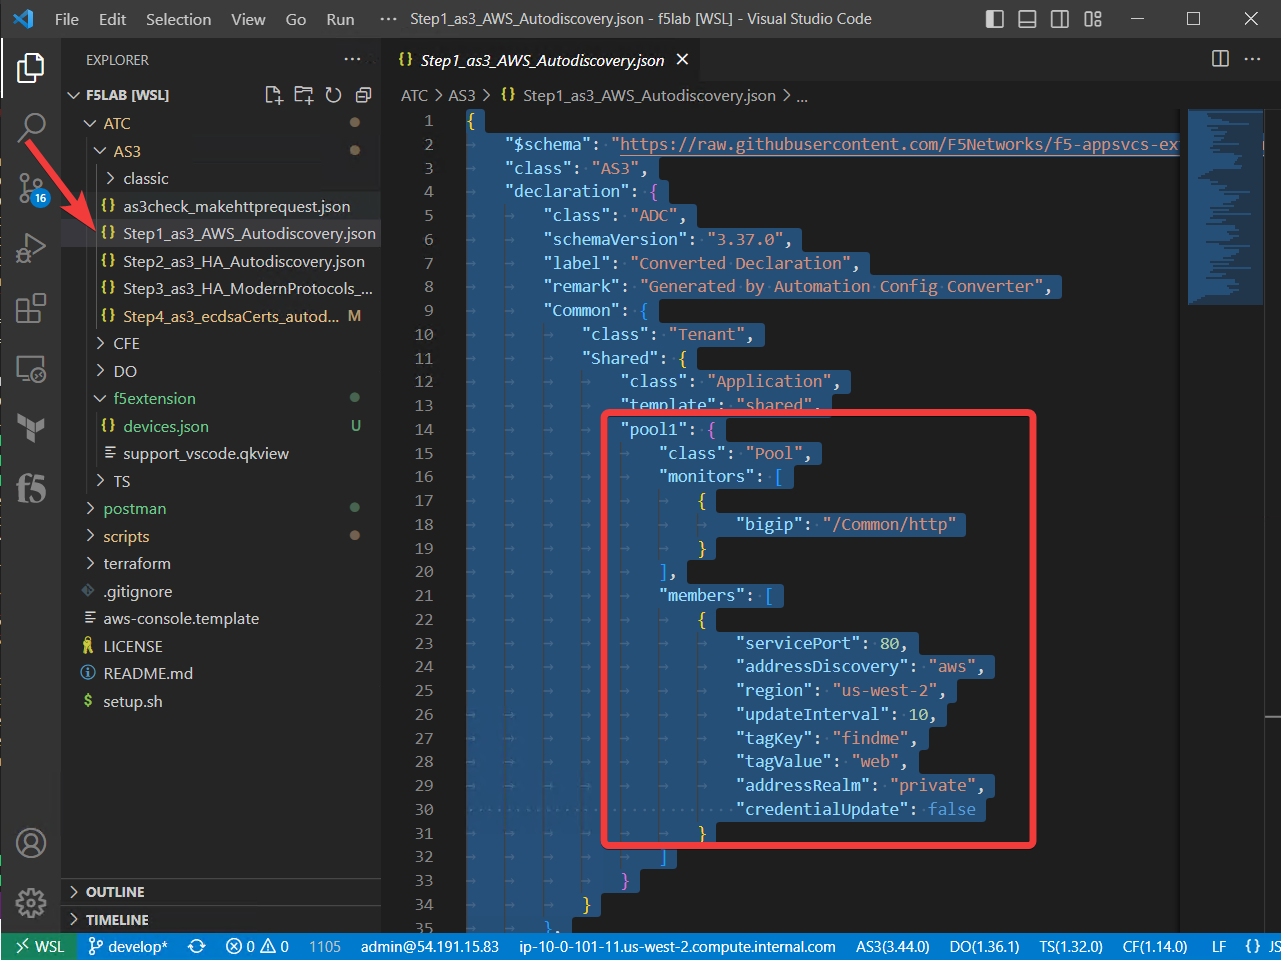 File Edit Selection View Go Run ··· Step1_as3_AWS_Autodiscovery.json - f5lab [WSL] - Visual Studio Code
EXPLORER ···
F5LAB [WSL]
ATC
AS3
classic
as3check_makehttprequest.json
Step1_as3_AWS_Autodiscovery.json
Step2_as3_HA_Autodiscovery.json
Step3_as3_HA_ModernProtocols_...
Step4_as3_ecdsaCerts_autod... M
CFE
DO
f5extension
devices.json U
support_vscode.qkview
TS
postman
scripts
terraform
.gitignore
aws-console.template
LICENSE
README.md
setup.sh
OUTLINE
TIMELINE
16
f5
{} Step1_as3_AWS_Autodiscovery.json
ATC > AS3 > {} Step1_as3_AWS_Autodiscovery.json > ...
1 {
2 "$schema": "https://raw.githubusercontent.com/F5Networks/f5-appsvcs-ex
3 "class": "AS3",
4 "declaration": {
5 "class": "ADC",
6 "schemaVersion": "3.37.0",
7 "label": "Converted Declaration",
8 "remark": "Generated by Automation Config Converter",
9 "Common": {
10 "class": "Tenant",
11 "Shared": {
12 "class": "Application",
13 "template": "shared",
14 "pool1": {
15 "class": "Pool",
16 "monitors": [
17 {
18 "bigip": "/Common/http"
19 }
20 ],
21 "members": [
22 {
23 "servicePort": 80,
24 "addressDiscovery": "aws",
25 "region": "us-west-2",
26 "updateInterval": 10,
27 "tagKey": "findme",
28 "tagValue": "web",
29 "addressRealm": "private",
30 "credentialUpdate": false
31 }
32 ]
33 }
34 }
35 },
WSL develop* 0 0 1105 admin@54.191.15.83 ip-10-0-101-11.us-west-2.compute.internal.com AS3(3.44.0) DO(1.36.1) TS(1.32.0) CF(1.14.0) LF {} JS